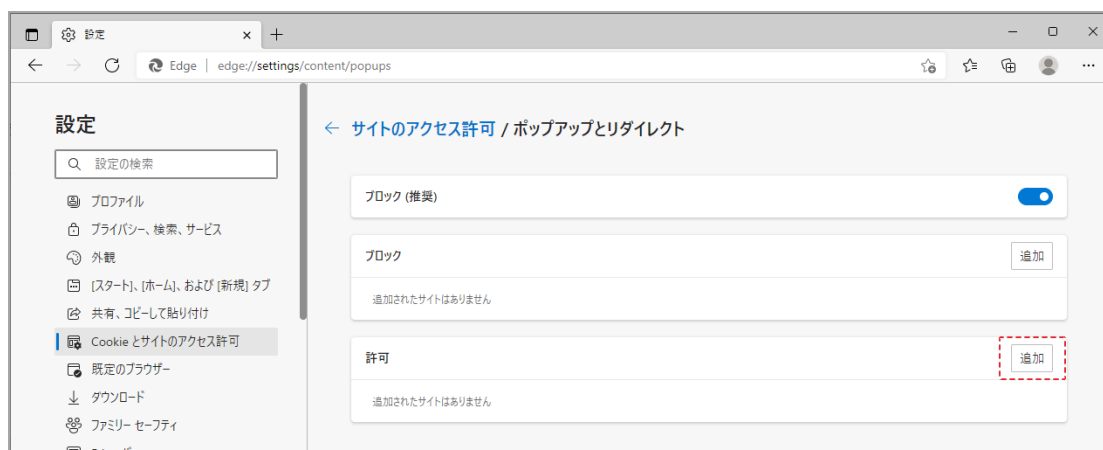 設定
Edge | edge://settings/content/popups
設定
設定の検索
プロファイル
プライバシー、検索、サービス
外観
[スタート]、[ホーム]、および [新規] タブ
共有、コピーして貼り付け
Cookie とサイトのアクセス許可
既定のブラウザー
ダウンロード
ファミリー セーフティ
サイトのアクセス許可 / ポップアップとリダイレクト
ブロック (推奨)
ブロック
追加
追加されたサイトはありません
許可
追加
追加されたサイトはありません